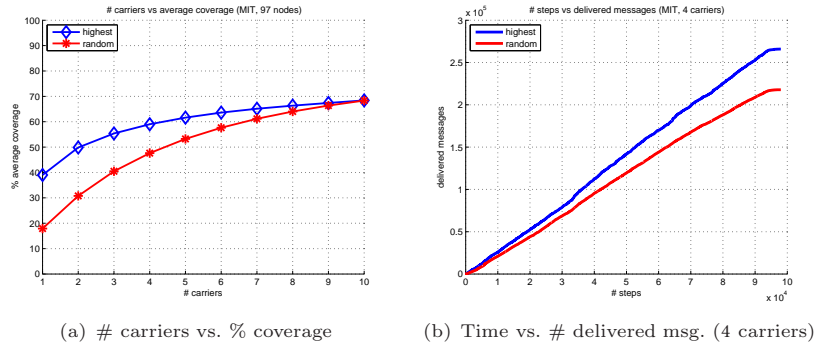 # carriers vs average coverage (MIT, 97 nodes)
highest
random
100
90
80
70
60
50
40
30
20
10
0
% average coverage
1 2 3 4 5 6 7 8 9 10
# carriers
(a) # carriers vs. % coverage
# steps vs delivered messages (MIT, 4 carriers)
x 10^5
highest
random
3
2.5
2
1.5
1
0.5
0
delivered messages
0 1 2 3 4 5 6 7 8 9 10
# steps
x 10^4
(b) Time vs. # delivered msg. (4 carriers)